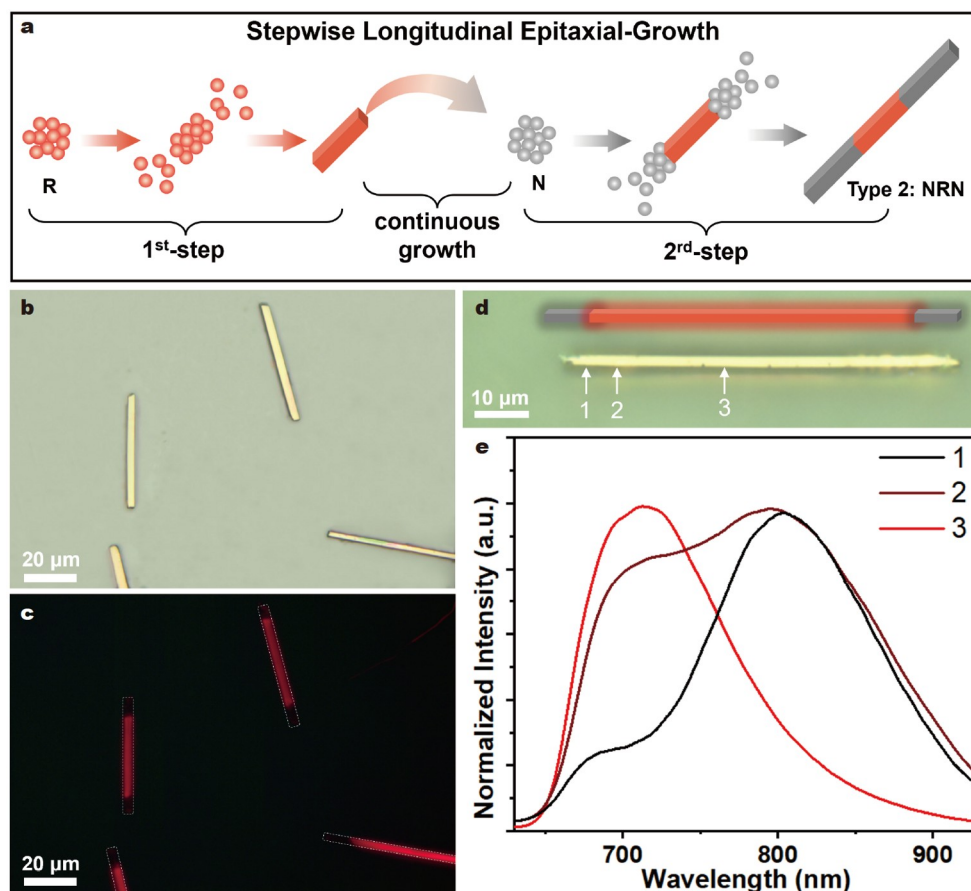 a
Stepwise Longitudinal Epitaxial-Growth
R
N
Type 2: NRN
1st-step
continuous
growth
2rd-step
b
20 μm
c
20 μm
d
10 μm
1
2
3
e
1
2
3
Normalized Intensity (a.u.)
700
800
900
Wavelength (nm)